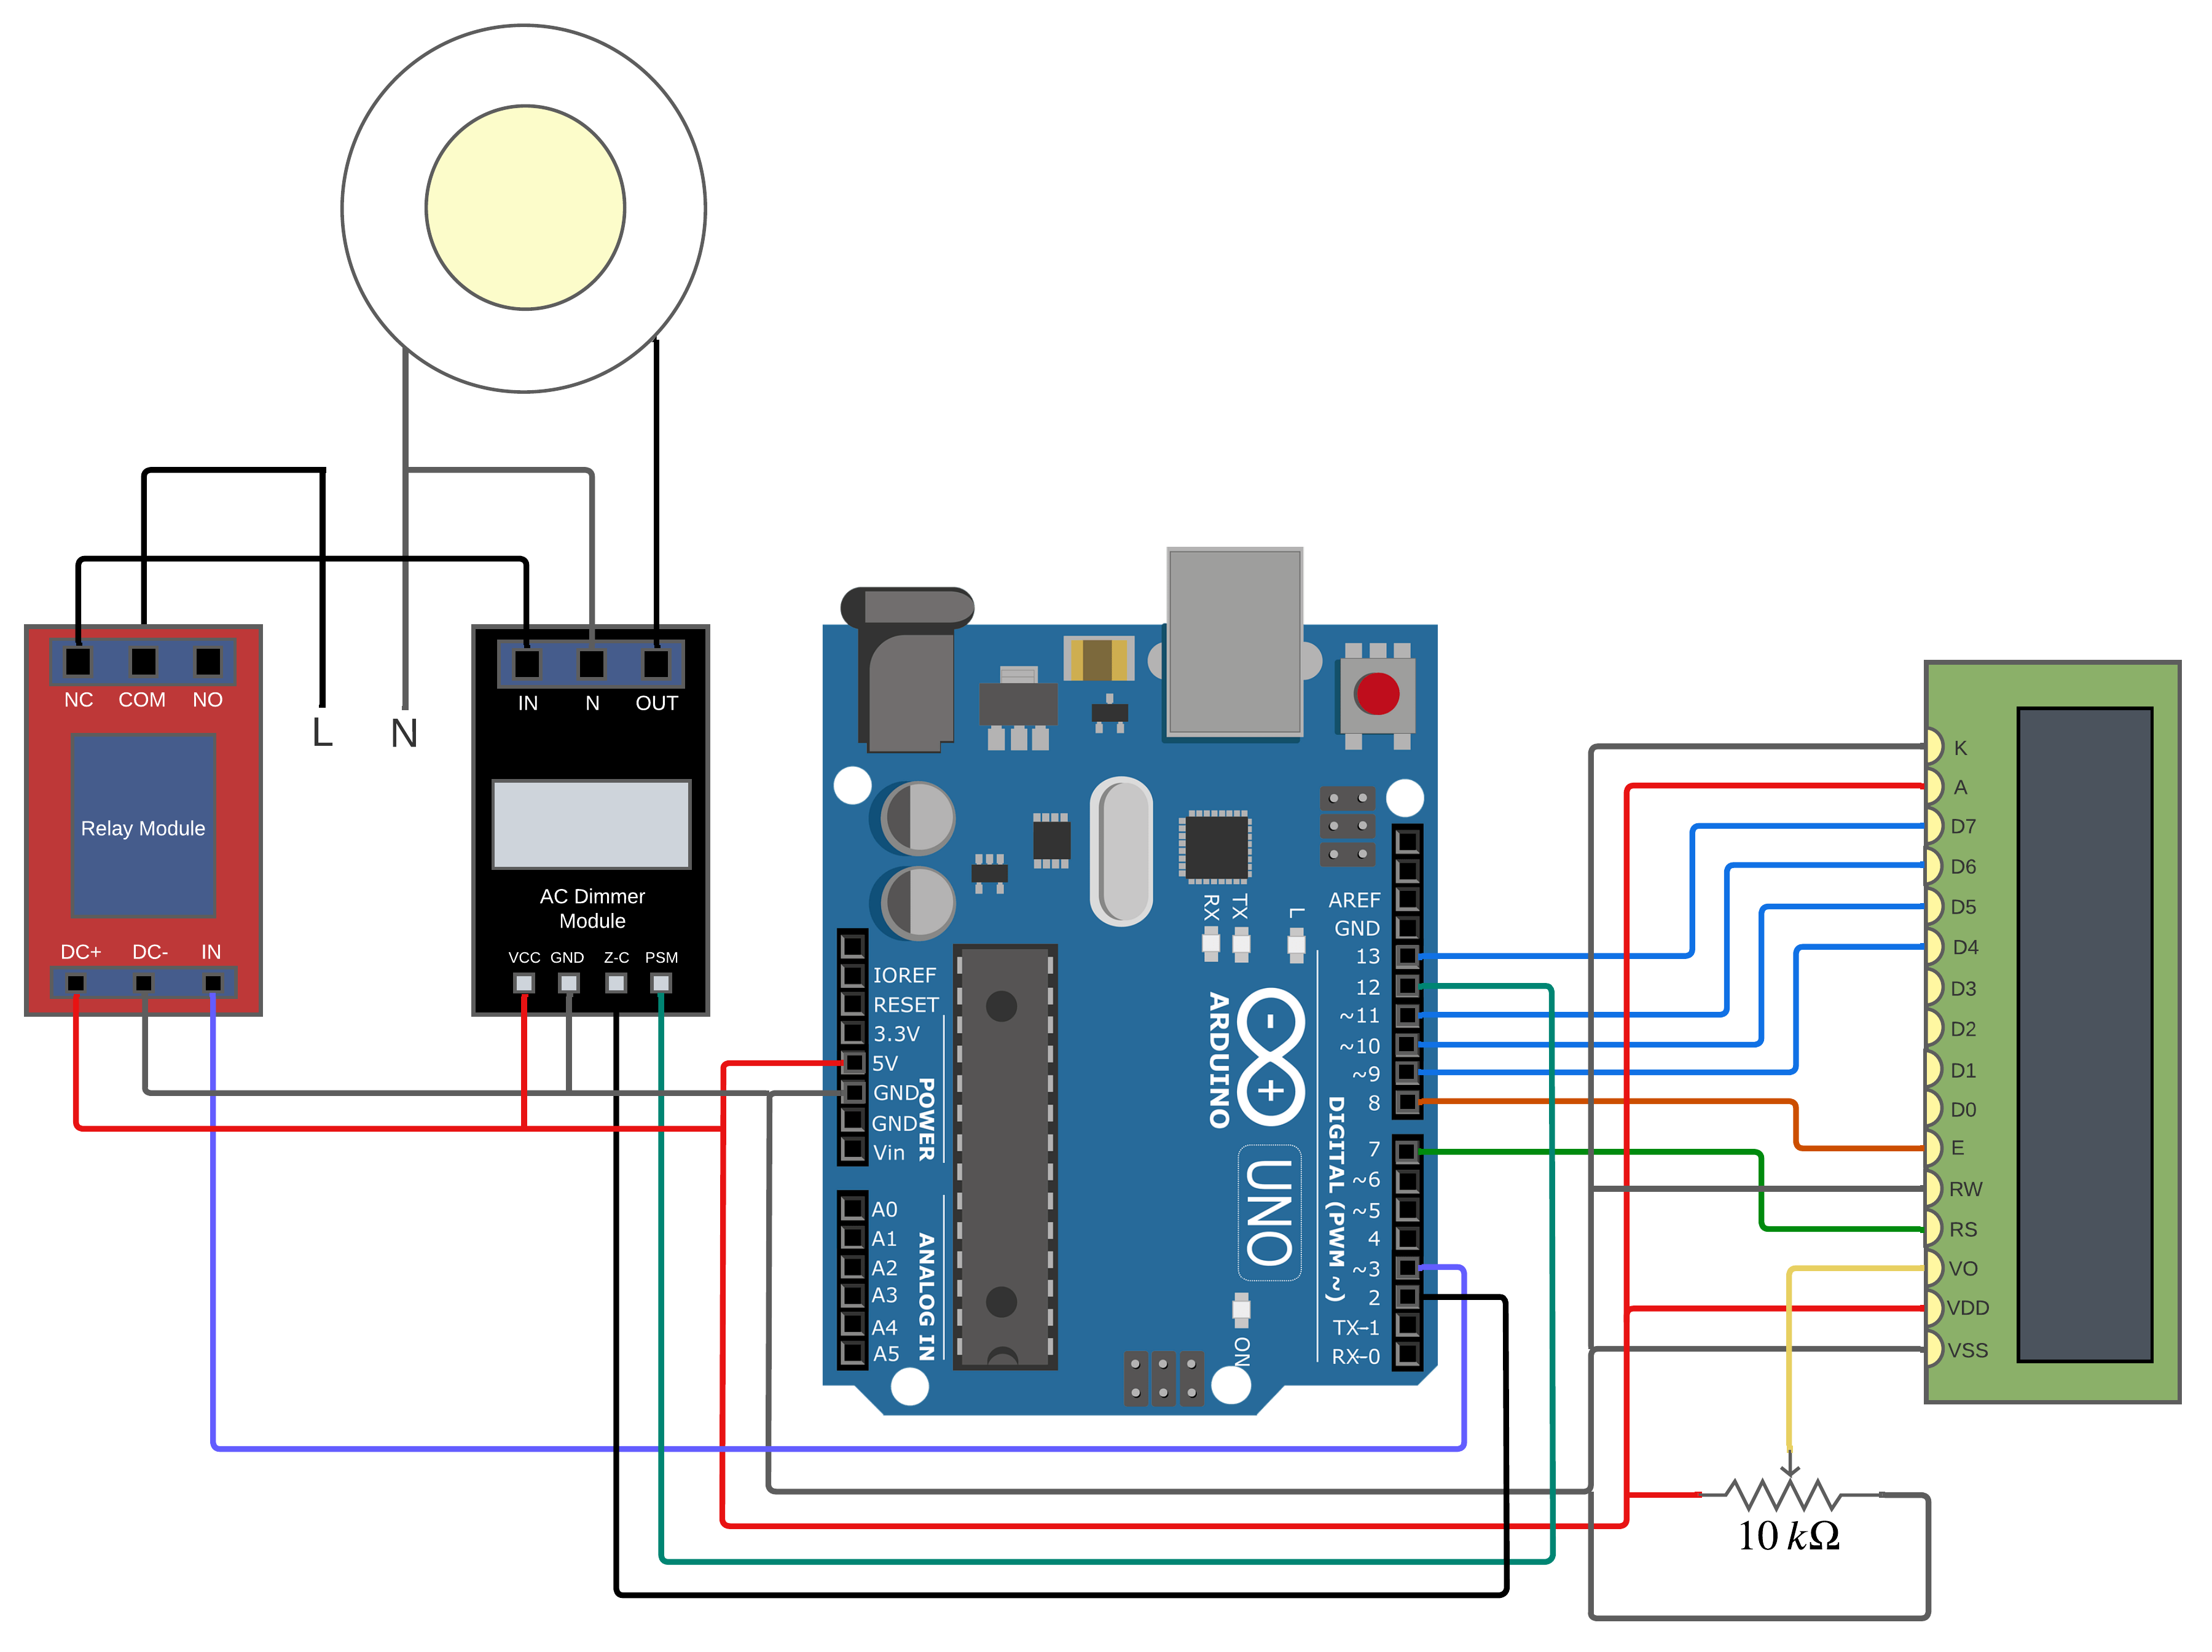 L
N
NC COM NO
Relay Module
DC+ DC- IN
IN N OUT
AC Dimmer
Module
VCC GND Z-C PSM
IOREF
RESET
3.3V
5V
GND
GND
Vin
POWER
A0
A1
A2
A3
A4
A5
ANALOG IN
RX
TX
L
ARDUINO
- +
UNO
ON
AREF
GND
13
12
~11
~10
~9
8
7
~6
~5
4
~3
2
TX-1
RX-0
DIGITAL (PWM ~)
K
A
D7
D6
D5
D4
D3
D2
D1
D0
E
RW
RS
VO
VDD
VSS
10 kΩ